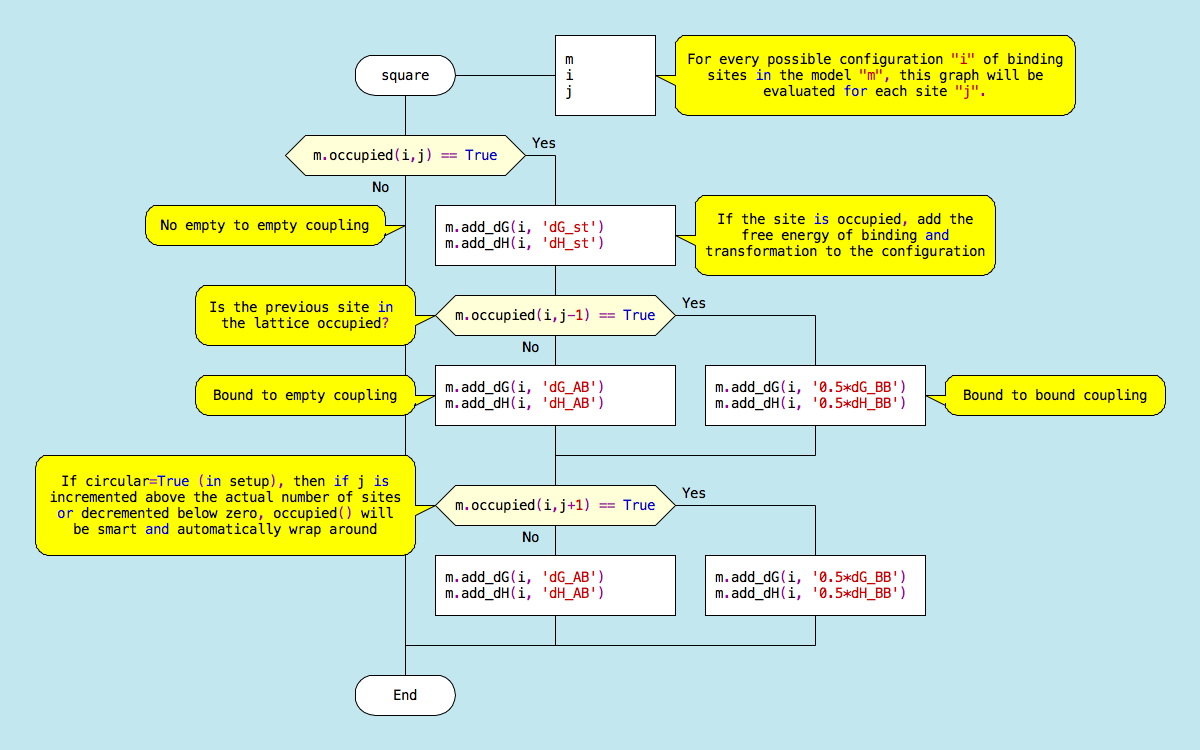 square
m
i
j
For every possible configuration "i" of binding
sites in the model "m", this graph will be
evaluated for each site "j".
m.occupied(i,j) == True
Yes
No
No empty to empty coupling
m.add_dG(i, 'dG_st')
m.add_dH(i, 'dH_st')
If the site is occupied, add the
free energy of binding and
transformation to the configuration
Is the previous site in
the lattice occupied?
m.occupied(i,j-1) == True
Yes
No
Bound to empty coupling
m.add_dG(i, 'dG_AB')
m.add_dH(i, 'dH_AB')
m.add_dG(i, '0.5*dG_BB')
m.add_dH(i, '0.5*dH_BB')
Bound to bound coupling
If circular=True (in setup), then if j is
incremented above the actual number of sites
or decremented below zero, occupied() will
be smart and automatically wrap around
m.occupied(i,j+1) == True
Yes
No
m.add_dG(i, 'dG_AB')
m.add_dH(i, 'dH_AB')
m.add_dG(i, '0.5*dG_BB')
m.add_dH(i, '0.5*dH_BB')
End